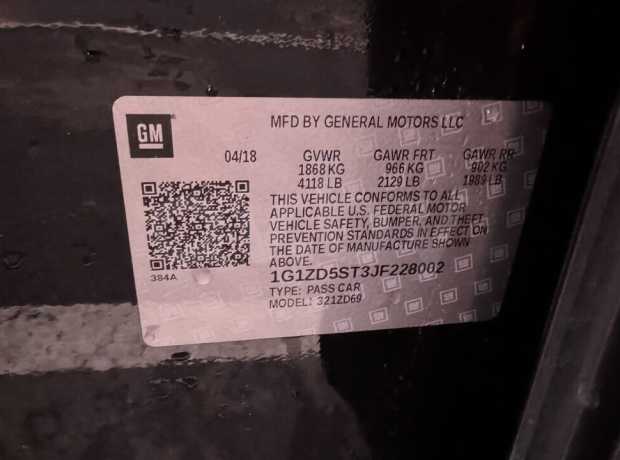 GM
MFD BY GENERAL MOTORS LLC
04/18 GVWR GAWR FRT GAWR RR
1868 KG 966 KG 902 KG
4118 LB 2129 LB 1989 LB
THIS VEHICLE CONFORMS TO ALL
APPLICABLE U.S. FEDERAL MOTOR
VEHICLE SAFETY, BUMPER, AND THEFT
PREVENTION STANDARDS IN EFFECT ON
THE DATE OF MANUFACTURE SHOWN
ABOVE.
384A
1G1ZD5ST3JF228002
TYPE: PASS CAR
MODEL: 321ZD69